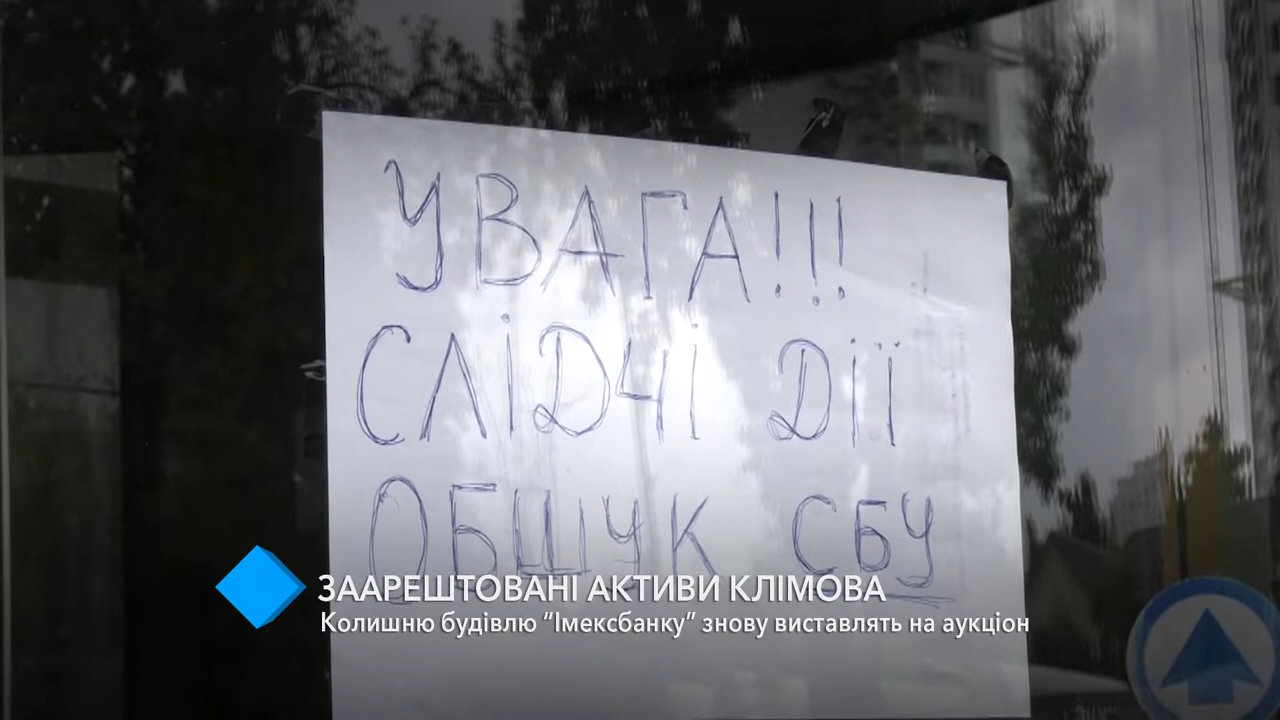 УВАГА!!!
СЛІДЧІ ДІЇ
ОБШУК СБУ
ЗААРЕШТОВАНІ АКТИВИ КЛІМОВА
Колишню будівлю "Імексбанку" знову виставлять на аукціон